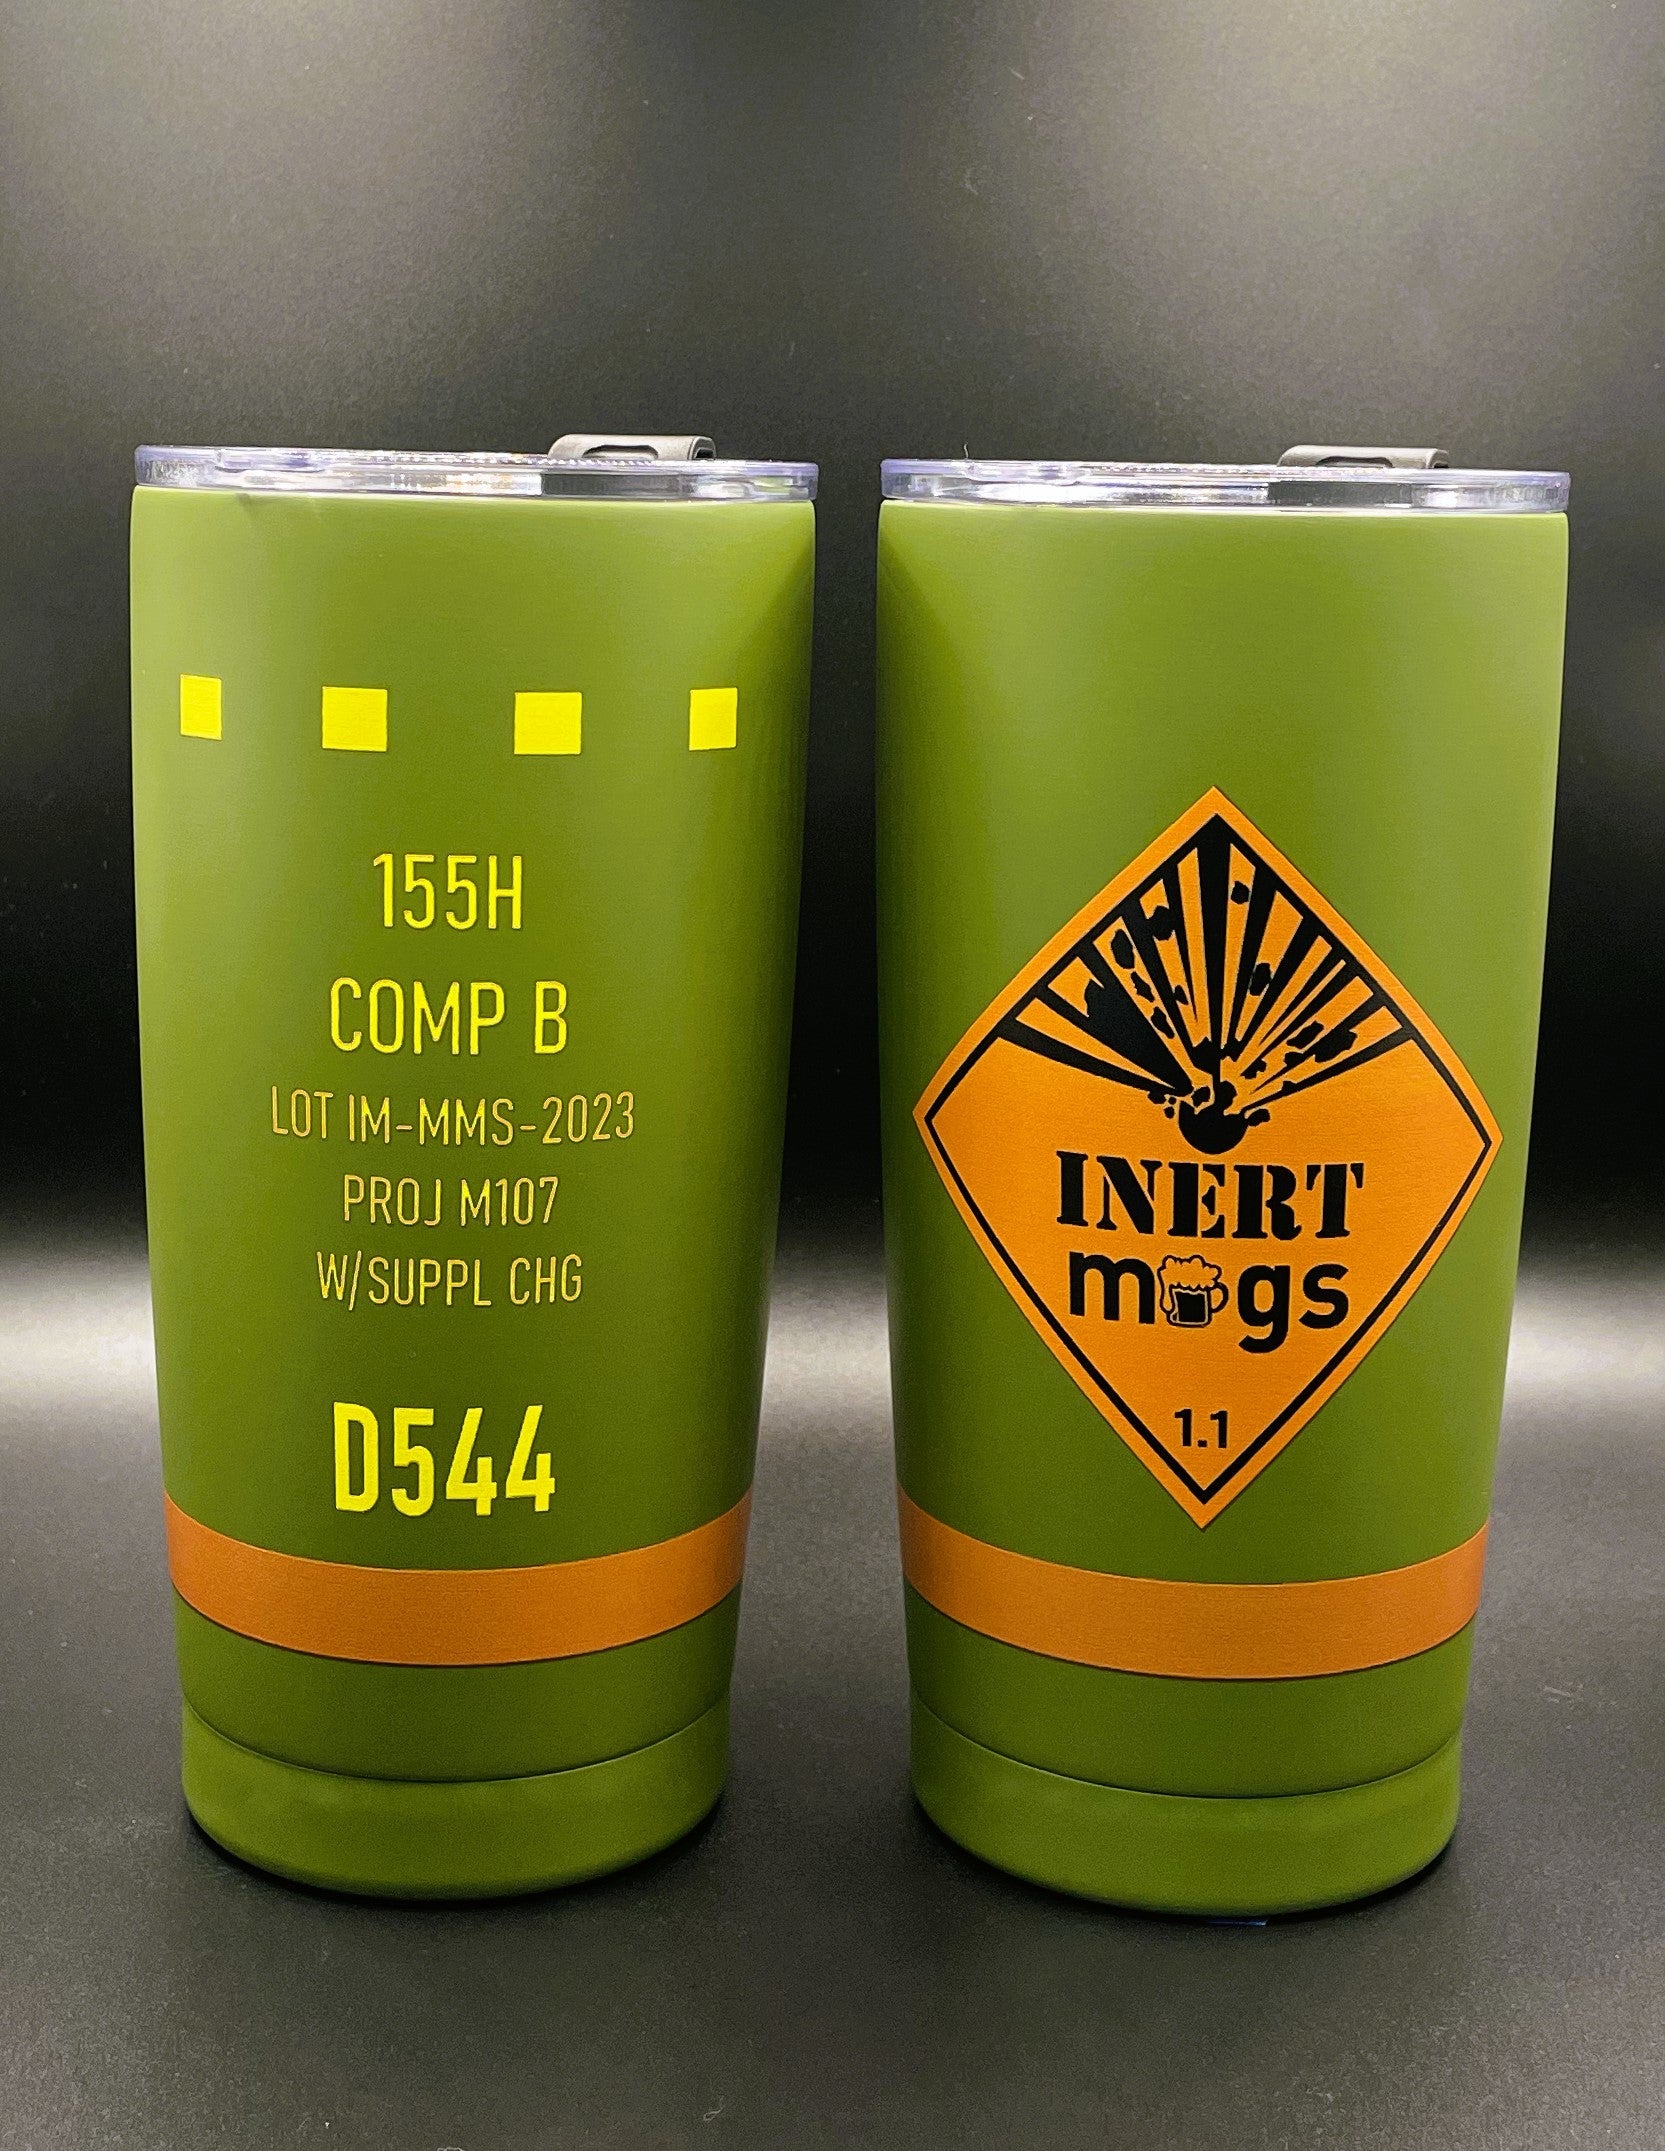 155H
COMP B
LOT IM-MMS-2023
PROJ M107
W/SUPPL CHG
D544
INERT
mugs
1.1